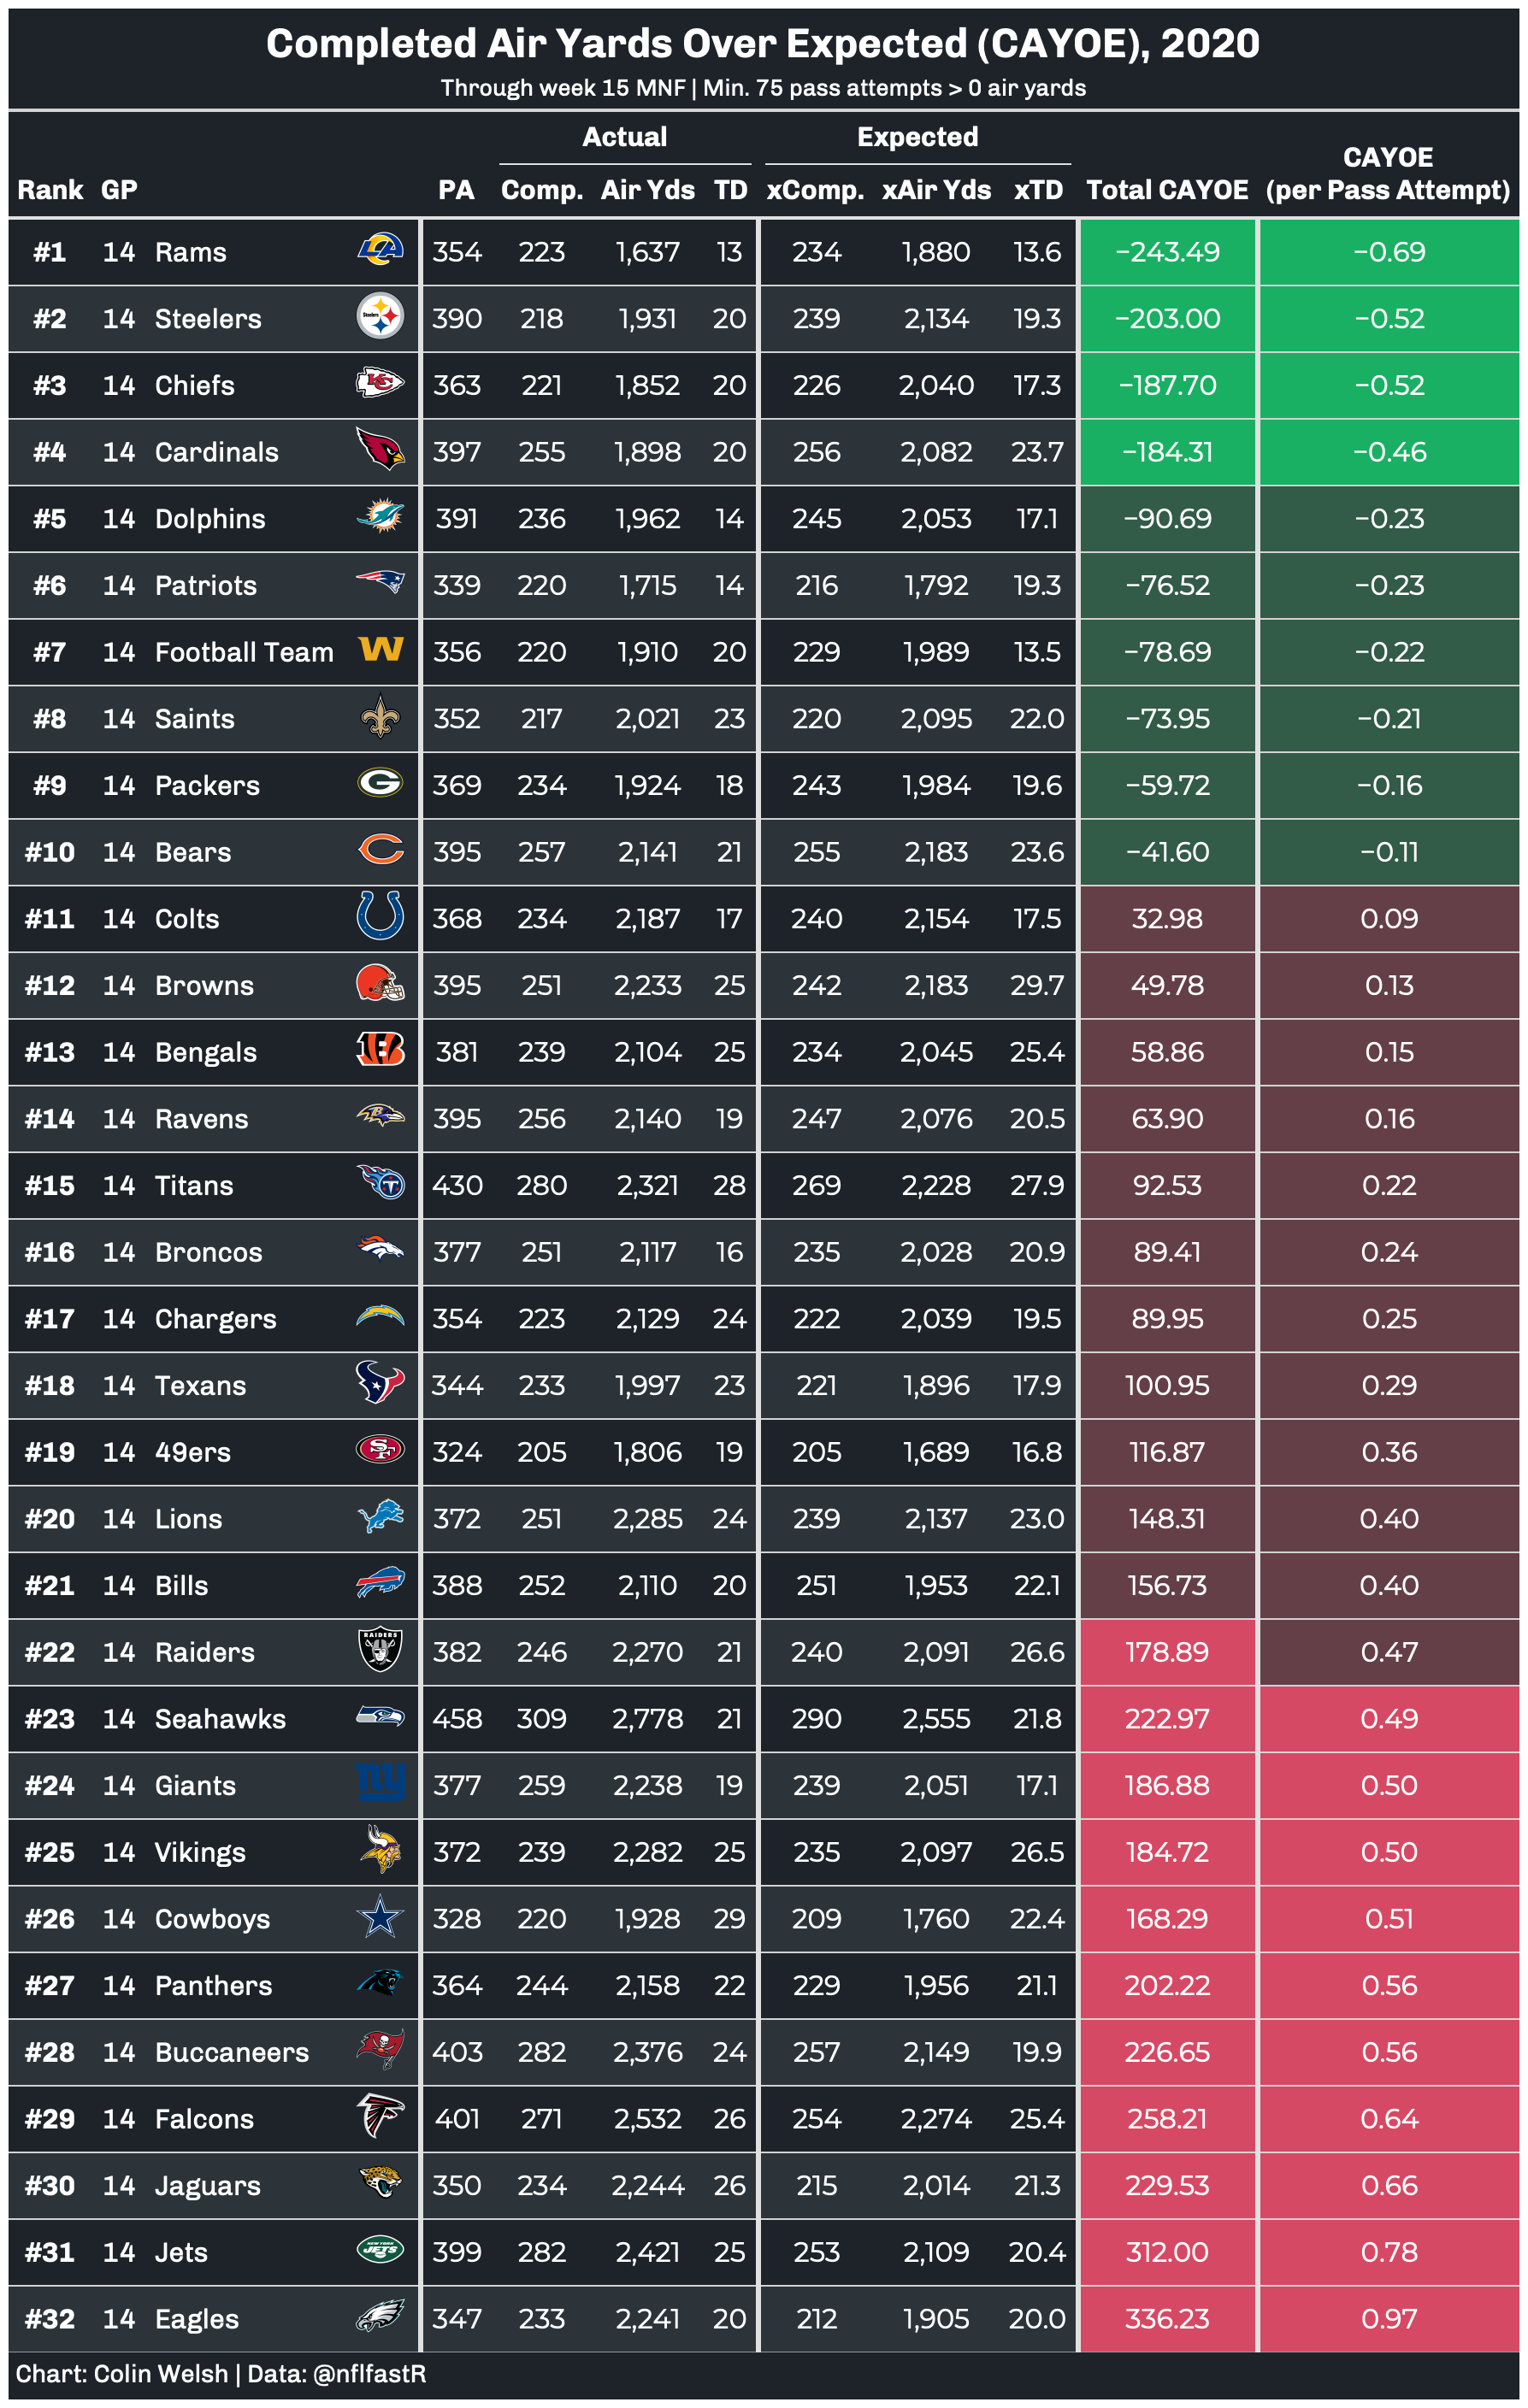 Completed Air Yards Over Expected (CAYOE), 2020
Through week 15 MNF | Min. 75 pass attempts > 0 air yards
Actual Expected
Rank GP PA Comp. Air Yds TD xComp. xAir Yds xTD Total CAYOE CAYOE (per Pass Attempt)
#1 14 Rams 354 223 1,637 13 234 1,880 13.6 −243.49 −0.69
#2 14 Steelers 390 218 1,931 20 239 2,134 19.3 −203.00 −0.52
#3 14 Chiefs 363 221 1,852 20 226 2,040 17.3 −187.70 −0.52
#4 14 Cardinals 397 255 1,898 20 256 2,082 23.7 −184.31 −0.46
#5 14 Dolphins 391 236 1,962 14 245 2,053 17.1 −90.69 −0.23
#6 14 Patriots 339 220 1,715 14 216 1,792 19.3 −76.52 −0.23
#7 14 Football Team W 356 220 1,910 20 229 1,989 13.5 −78.69 −0.22
#8 14 Saints 352 217 2,021 23 220 2,095 22.0 −73.95 −0.21
#9 14 Packers G 369 234 1,924 18 243 1,984 19.6 −59.72 −0.16
#10 14 Bears C 395 257 2,141 21 255 2,183 23.6 −41.60 −0.11
#11 14 Colts 368 234 2,187 17 240 2,154 17.5 32.98 0.09
#12 14 Browns 395 251 2,233 25 242 2,183 29.7 49.78 0.13
#13 14 Bengals B 381 239 2,104 25 234 2,045 25.4 58.86 0.15
#14 14 Ravens 395 256 2,140 19 247 2,076 20.5 63.90 0.16
#15 14 Titans 430 280 2,321 28 269 2,228 27.9 92.53 0.22
#16 14 Broncos 377 251 2,117 16 235 2,028 20.9 89.41 0.24
#17 14 Chargers 354 223 2,129 24 222 2,039 19.5 89.95 0.25
#18 14 Texans 344 233 1,997 23 221 1,896 17.9 100.95 0.29
#19 14 49ers SF 324 205 1,806 19 205 1,689 16.8 116.87 0.36
#20 14 Lions 372 251 2,285 24 239 2,137 23.0 148.31 0.40
#21 14 Bills 388 252 2,110 20 251 1,953 22.1 156.73 0.40
#22 14 Raiders RAIDERS 382 246 2,270 21 240 2,091 26.6 178.89 0.47
#23 14 Seahawks 458 309 2,778 21 290 2,555 21.8 222.97 0.49
#24 14 Giants ny 377 259 2,238 19 239 2,051 17.1 186.88 0.50
#25 14 Vikings 372 239 2,282 25 235 2,097 26.5 184.72 0.50
#26 14 Cowboys 328 220 1,928 29 209 1,760 22.4 168.29 0.51
#27 14 Panthers 364 244 2,158 22 229 1,956 21.1 202.22 0.56
#28 14 Buccaneers 403 282 2,376 24 257 2,149 19.9 226.65 0.56
#29 14 Falcons 401 271 2,532 26 254 2,274 25.4 258.21 0.64
#30 14 Jaguars 350 234 2,244 26 215 2,014 21.3 229.53 0.66
#31 14 Jets NEW YORK JETS 399 282 2,421 25 253 2,109 20.4 312.00 0.78
#32 14 Eagles 347 233 2,241 20 212 1,905 20.0 336.23 0.97
Chart: Colin Welsh | Data: @nflfastR